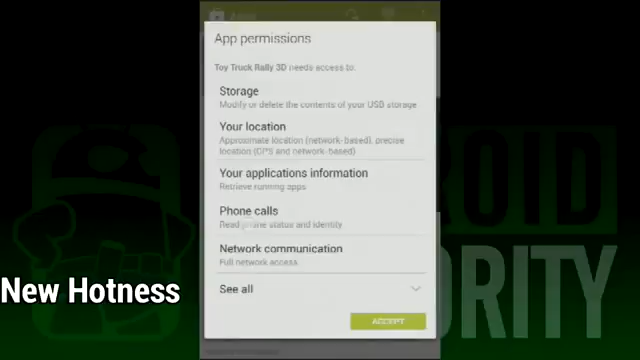 Apps
App permissions
Toy Truck Rally 3D needs access to:
Storage
Modify or delete the contents of your USB storage
Your location
Approximate location (network-based), precise
location (GPS and network-based)
Your applications information
Retrieve running apps
Phone calls
Read phone status and identity
Network communication
Full network access
See all
ACCEPT
New Hotness